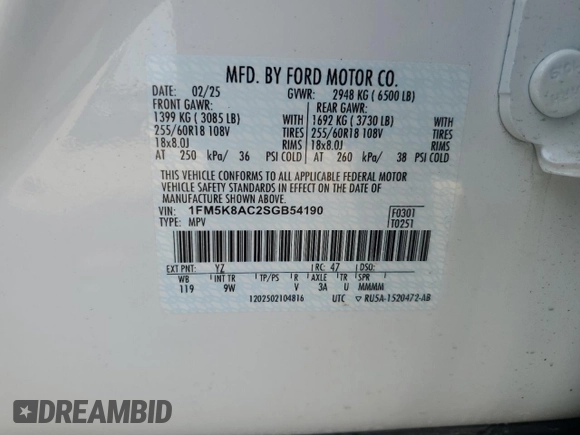 MFD. BY FORD MOTOR CO.
DATE: 02/25 GVWR: 2948 KG ( 6500 LB)
FRONT GAWR: REAR GAWR:
1399 KG ( 3085 LB) WITH 1692 KG ( 3730 LB) WITH
255/60R18 108V TIRES 255/60R18 108V TIRES
18x8.0J RIMS 18x8.0J RIMS
AT 250 kPa/ 36 PSI COLD AT 260 kPa/ 38 PSI COLD
THIS VEHICLE CONFORMS TO ALL APPLICABLE FEDERAL MOTOR
VEHICLE SAFETY STANDARDS IN EFFECT ON THE DATE OF
MANUFACTURE SHOWN ABOVE.
VIN: 1FM5K8AC2SGB54190 F0301
TYPE: MPV T0251
EXT PNT: YZ RC: 47 DSO:
WB INT TR TP/PS R AXLE TR SPR
119 9W V 3A U MMMM
1202502104816 UTC ▽ RU5A-1520472-AB
DREAMBID